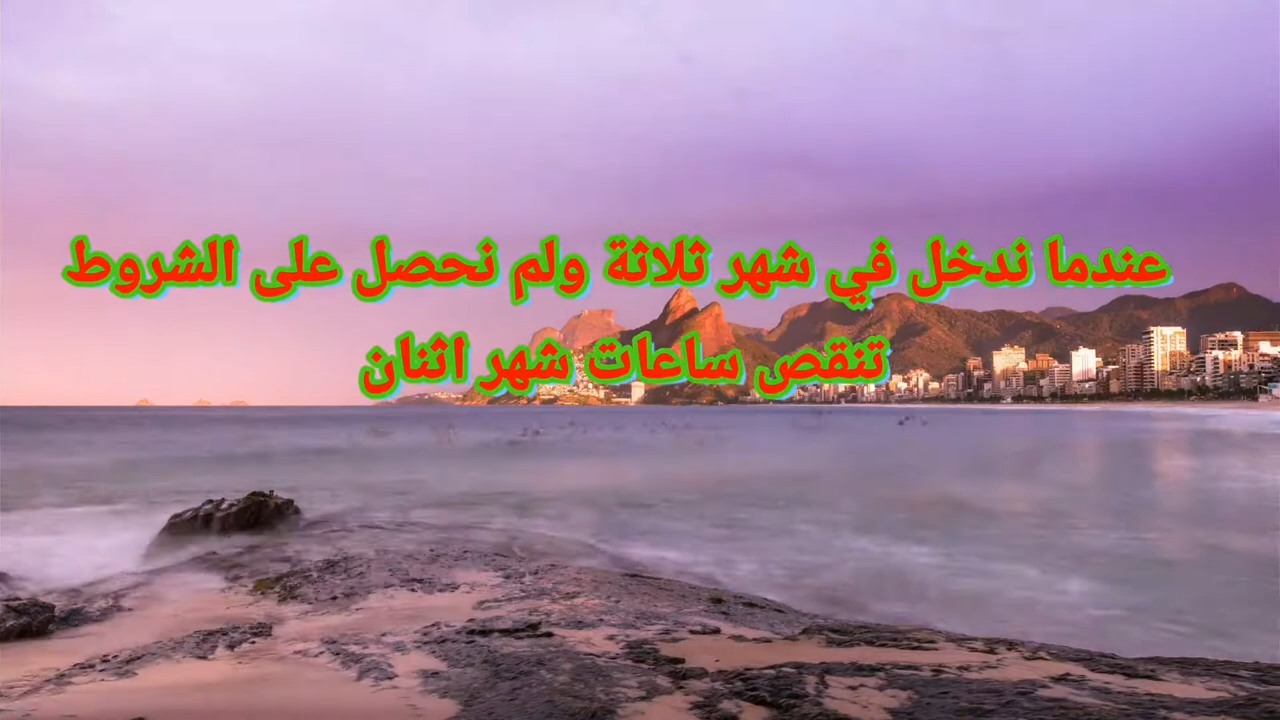 عندما ندخل في شهر ثلاثة ولم نحصل على الشروط
تنقص ساعات شهر اثنان